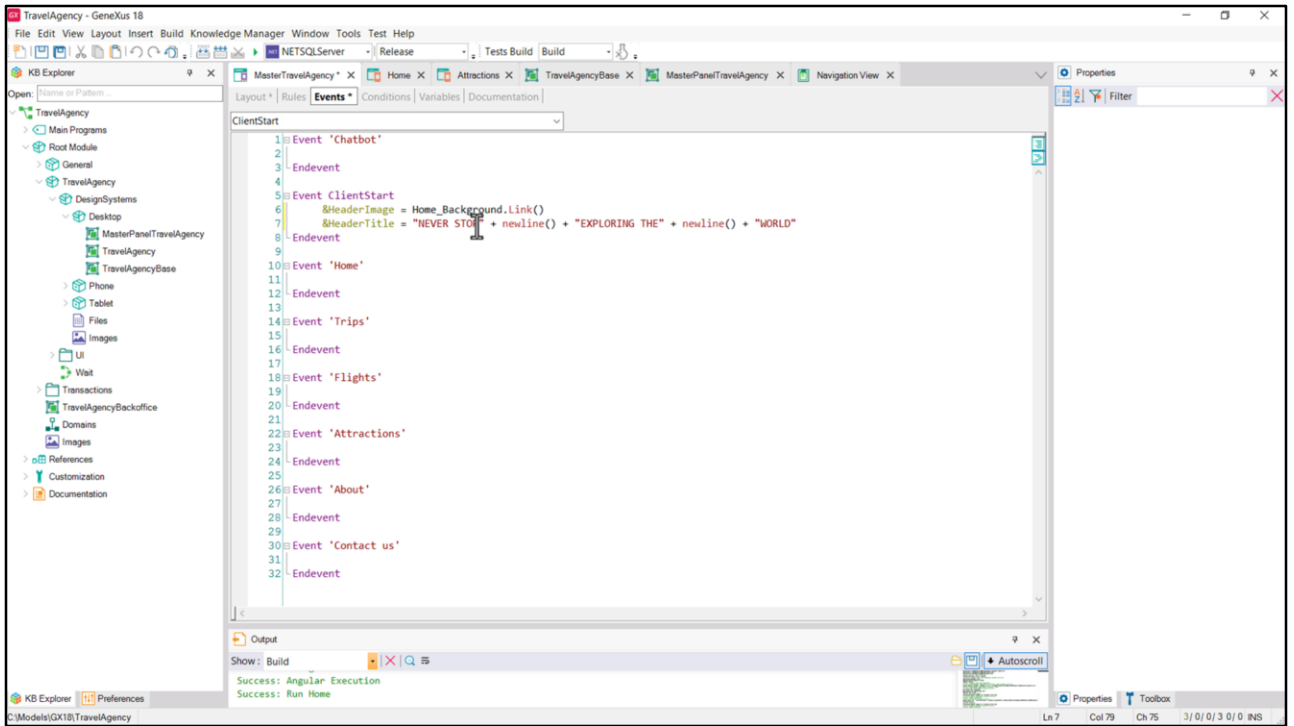 GX TravelAgency - GeneXus 18
File Edit View Layout Insert Build Knowledge Manager Window Tools Test Help
NETSQLServer Release Tests Build Build
KB Explorer
Open: Name or Pattern ...
TravelAgency
Main Programs
Root Module
General
TravelAgency
DesignSystems
Desktop
MasterPanelTravelAgency
TravelAgency
TravelAgencyBase
Phone
Tablet
Files
Images
UI
Wait
Transactions
TravelAgencyBackoffice
Domains
Images
References
Customization
Documentation
KB Explorer Preferences
MasterTravelAgency * X Home X Attractions X TravelAgencyBase X MasterPanelTravelAgency X Navigation View X
Layout * Rules Events * Conditions Variables Documentation
ClientStart
1 Event 'Chatbot'
2
3 Endevent
4
5 Event ClientStart
6 &HeaderImage = Home_Background.Link()
7 &HeaderTitle = "NEVER STOP" + newline() + "EXPLORING THE" + newline() + "WORLD"
8 Endevent
9
10 Event 'Home'
11
12 Endevent
13
14 Event 'Trips'
15
16 Endevent
17
18 Event 'Flights'
19
20 Endevent
21
22 Event 'Attractions'
23
24 Endevent
25
26 Event 'About'
27
28 Endevent
29
30 Event 'Contact us'
31
32 Endevent
Output
Show: Build Autoscroll
Success: Angular Execution
Success: Run Home
Properties
Filter
Properties Toolbox
C:\Models\GX18\TravelAgency Ln 7 Col 79 Ch 75 3/0/0/3 0/0 INS